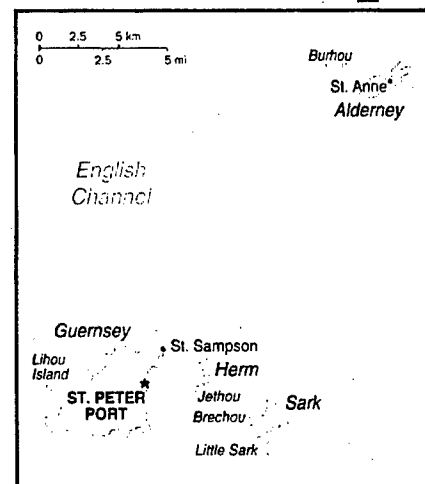 0 2.5 5 km
0 2.5 5 mi
Burhou
St. Anne
Alderney
English
Channel
Guernsey
St. Sampson
Lihou
Island
Herm
ST. PETER
PORT
Jethou
Sark
Brechou
Little Sark